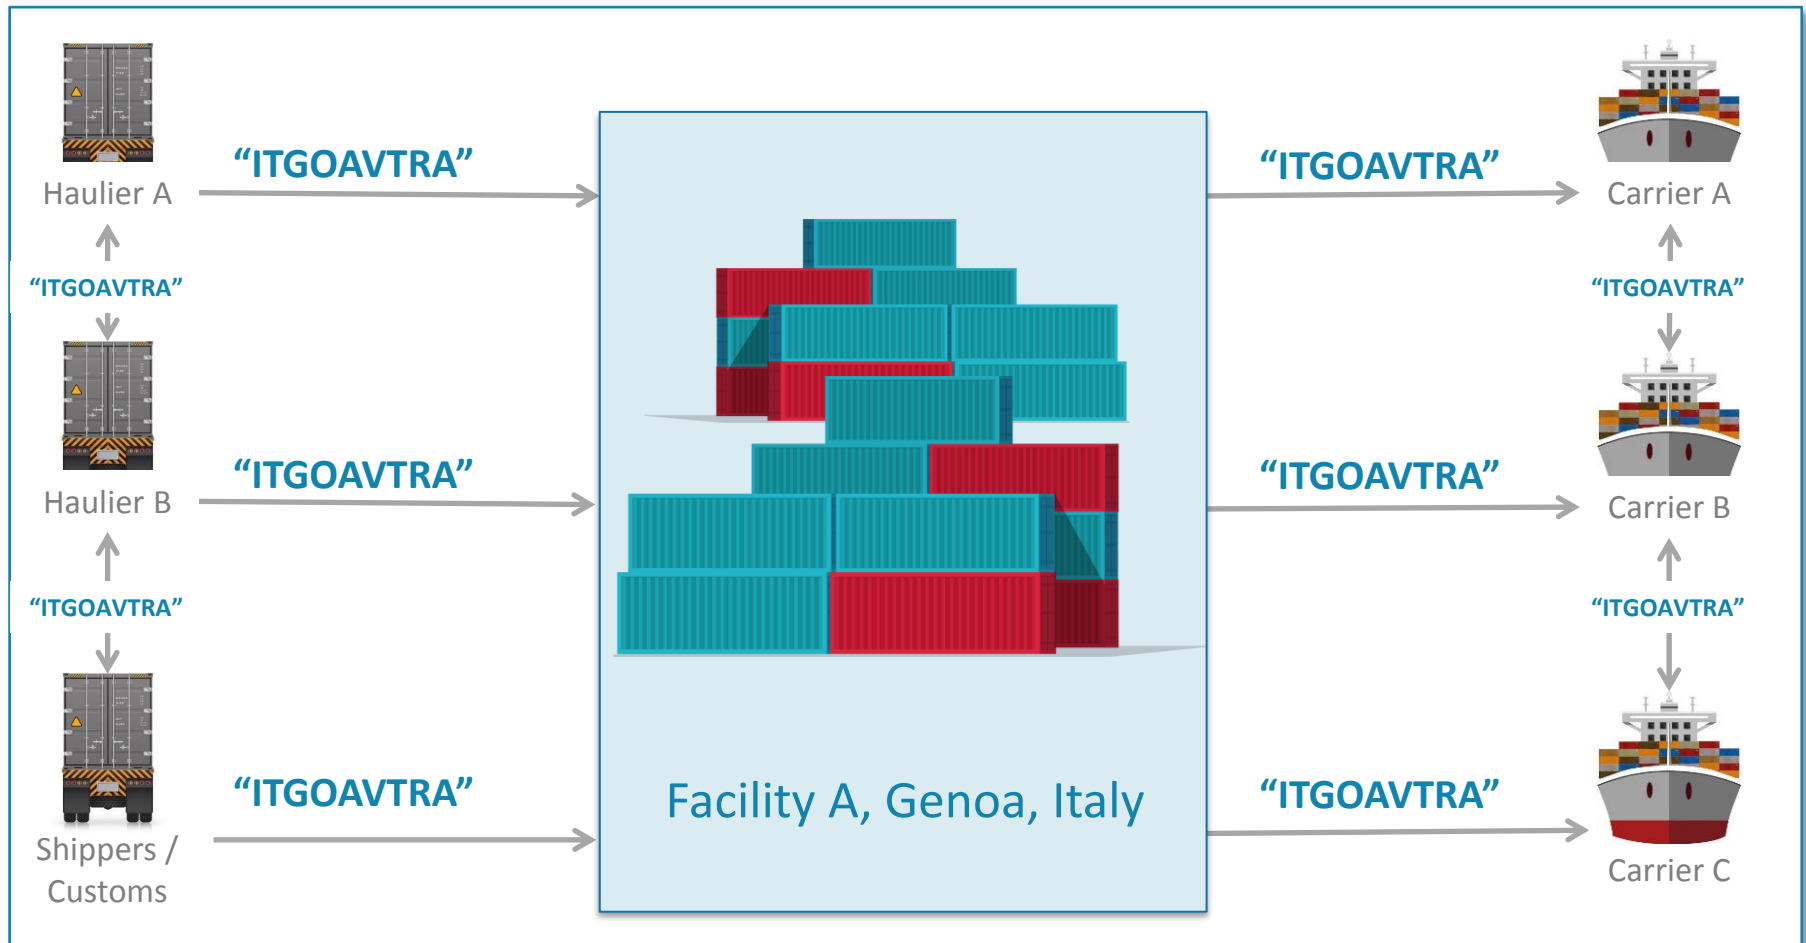 “ITGOAVTRA”
Haulier A
“ITGOAVTRA”
“ITGOAVTRA”
Haulier B
“ITGOAVTRA”
“ITGOAVTRA”
Shippers /
Customs
Facility A, Genoa, Italy
“ITGOAVTRA”
Carrier A
“ITGOAVTRA”
“ITGOAVTRA”
Carrier B
“ITGOAVTRA”
“ITGOAVTRA”
Carrier C